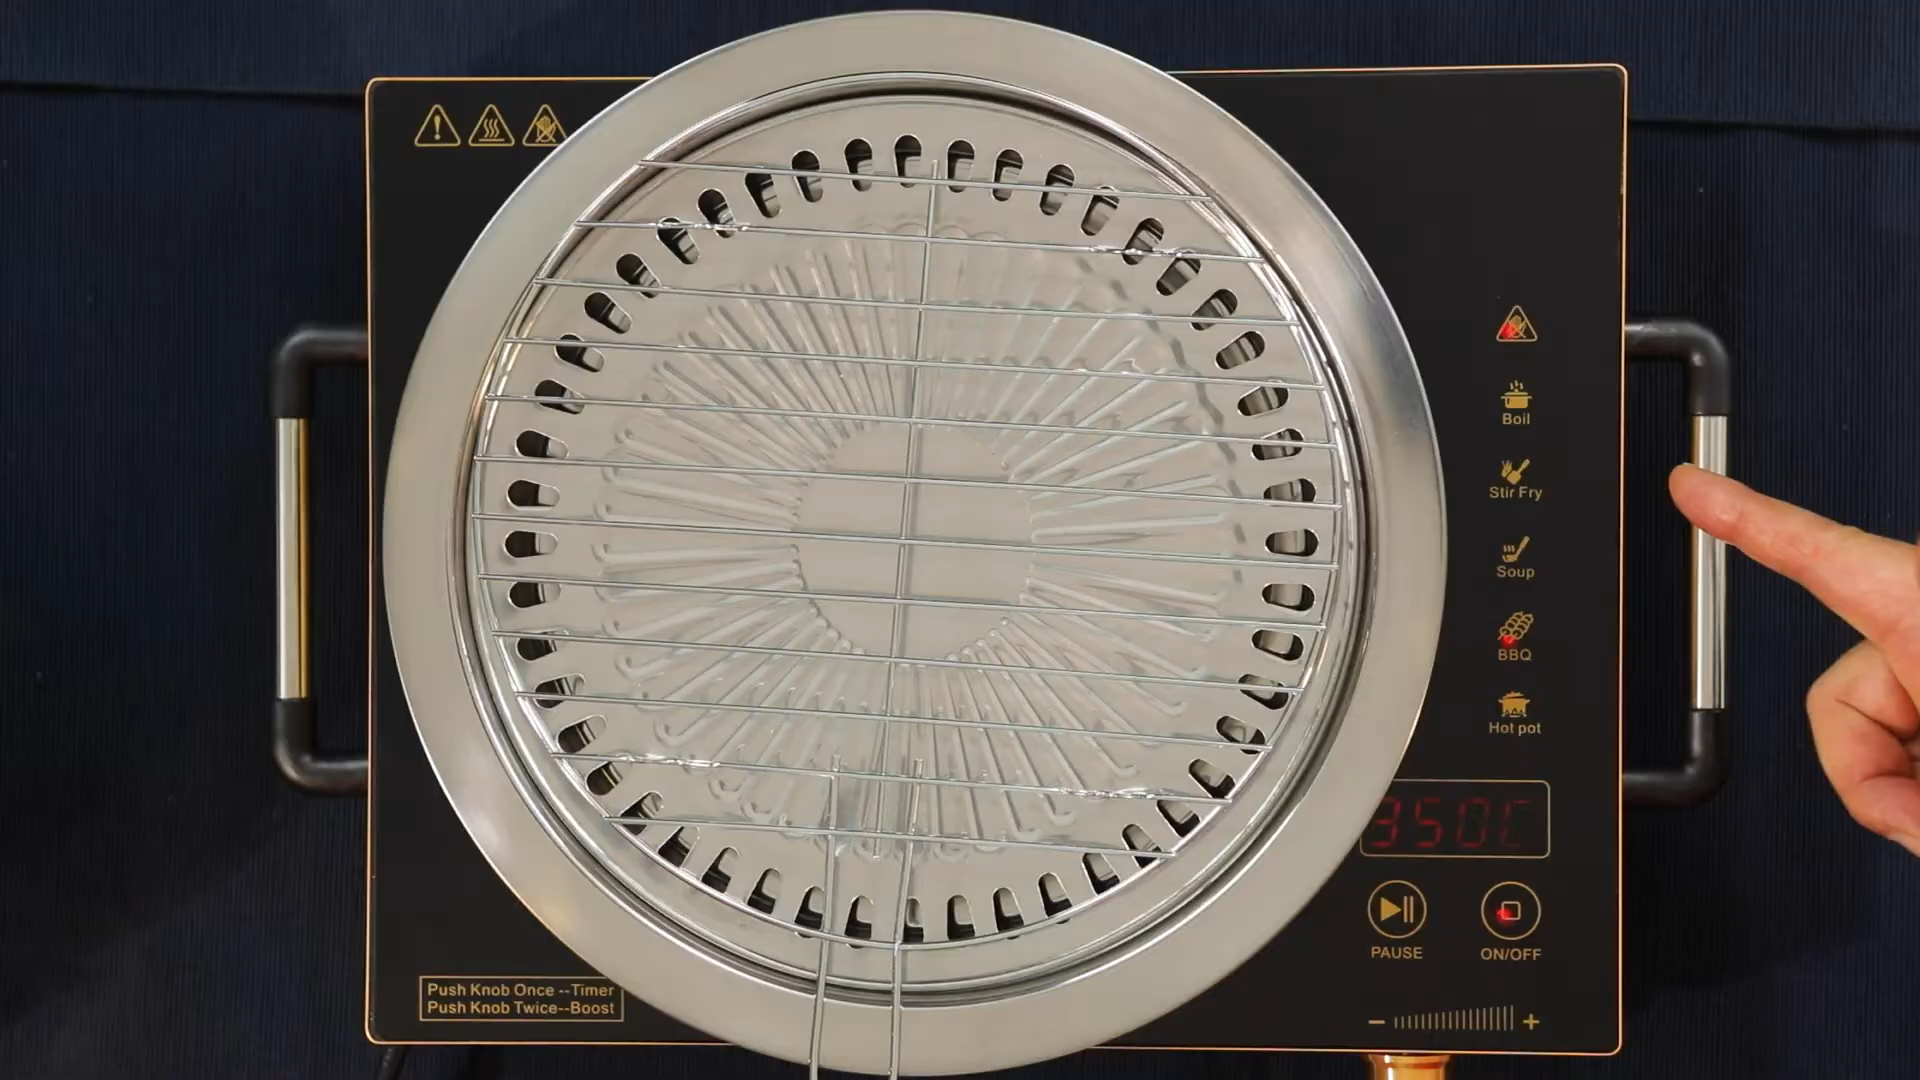 Boil
Stir Fry
Soup
BBQ
Hot pot
350C
PAUSE
ON/OFF
Push Knob Once --Timer
Push Knob Twice--Boost
− +